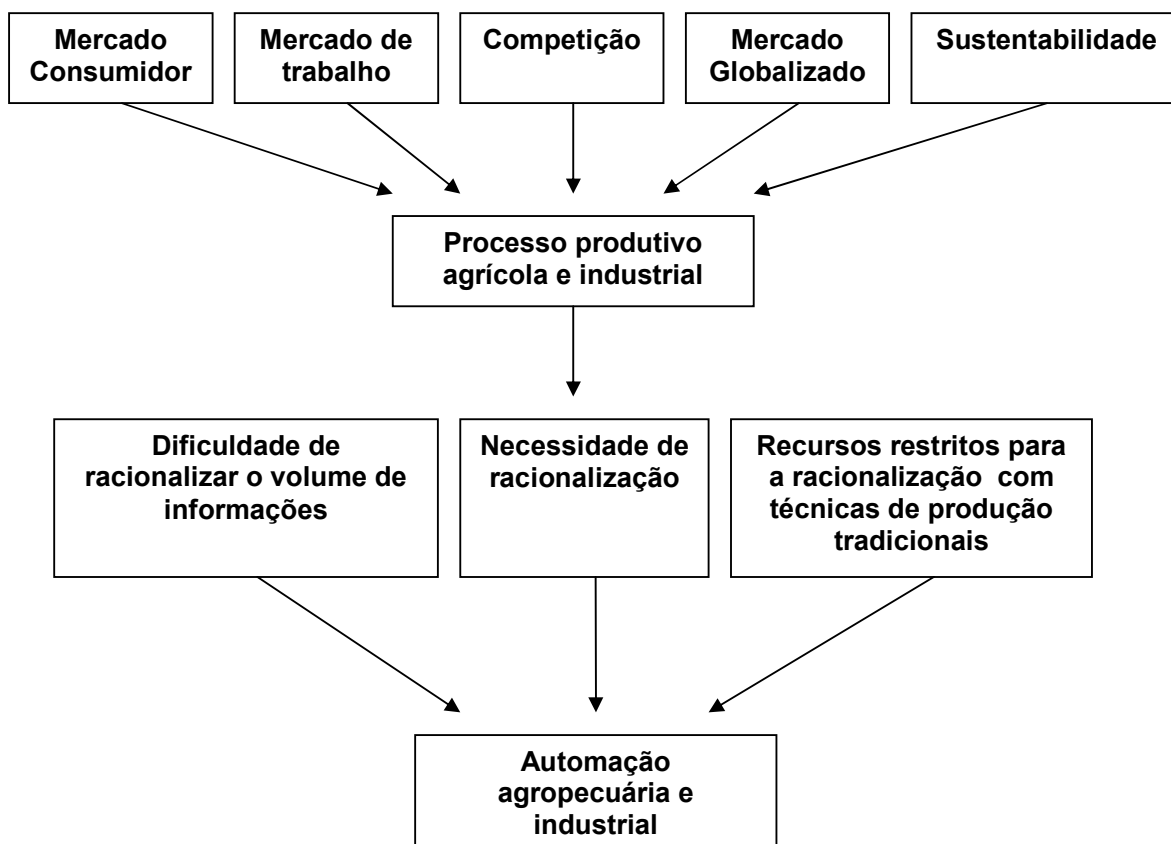 Mercado
Consumidor
Mercado de
trabalho
Competição
Mercado
Globalizado
Sustentabilidade
Processo produtivo
agrícola e industrial
Dificuldade de
racionalizar o volume de
informações
Necessidade de
racionalização
Recursos restritos para
a racionalização com
técnicas de produção
tradicionais
Automação
agropecuária e
industrial